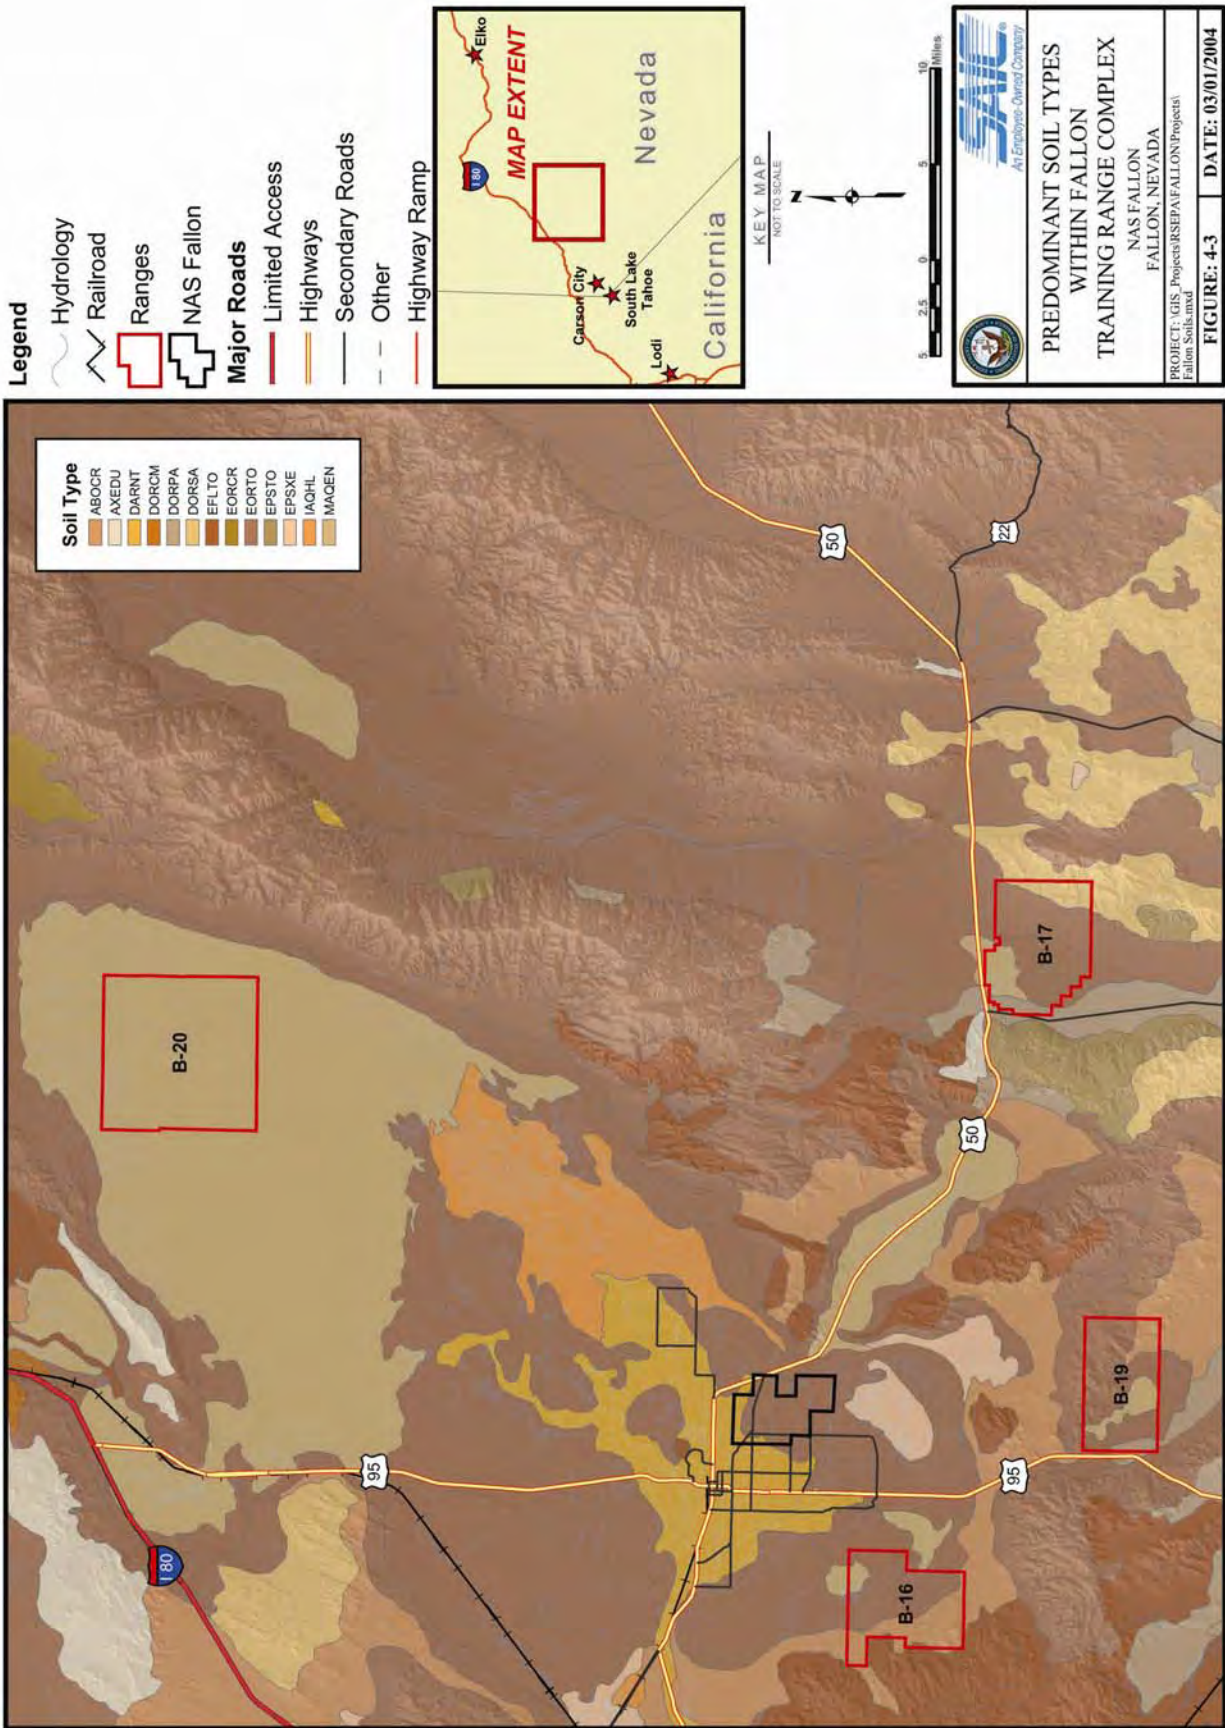 Legend
Hydrology
Railroad
Ranges
NAS Fallon
Major Roads
Limited Access
Highways
Secondary Roads
Other
Highway Ramp
Elko
I 80
MAP EXTENT
Nevada
Carson City
South Lake
Tahoe
Lodi
California
KEY MAP
NOT TO SCALE
N
5 2.5 0 5 10
Miles
SAIC
An Employee-Owned Company
PREDOMINANT SOIL TYPES
WITHIN FALLON
TRAINING RANGE COMPLEX
NAS FALLON
FALLON, NEVADA
PROJECT: \GIS_Projects\RSEPA\FALLON\Projects\
Fallon Soils.mxd
FIGURE: 4-3 DATE: 03/01/2004
Soil Type
ABOCR
AXEDU
DARNT
DORCM
DORPA
DORSA
EFLTO
EORCR
EORTO
EPSTO
EPSXE
IAQHL
MAQEN
B-20
50
22
B-17
50
I 80
95
95
B-19
B-16